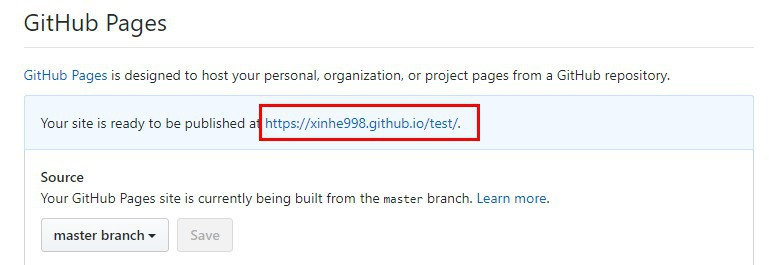 GitHub Pages
GitHub Pages is designed to host your personal, organization, or project pages from a GitHub repository.
Your site is ready to be published at https://xinhe998.github.io/test/.
Source
Your GitHub Pages site is currently being built from the master branch. Learn more.
master branch Save